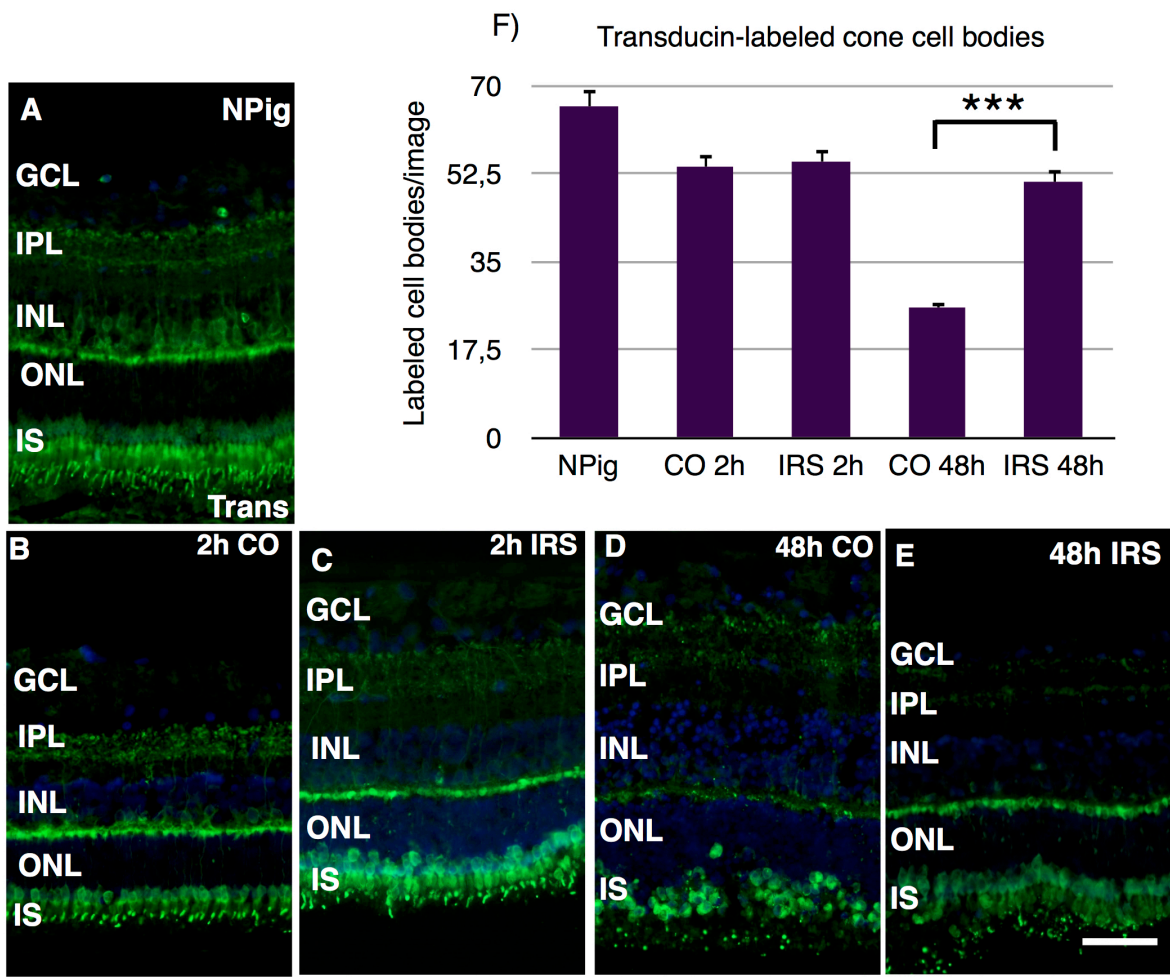 F)
Transducin-labeled cone cell bodies
Labeled cell bodies/image
70
52,5
35
17,5
0
***
NPig
CO 2h
IRS 2h
CO 48h
IRS 48h
A
NPig
GCL
IPL
INL
ONL
IS
Trans
B
2h CO
GCL
IPL
INL
ONL
IS
C
2h IRS
GCL
IPL
INL
ONL
IS
D
48h CO
GCL
IPL
INL
ONL
IS
E
48h IRS
GCL
IPL
INL
ONL
IS